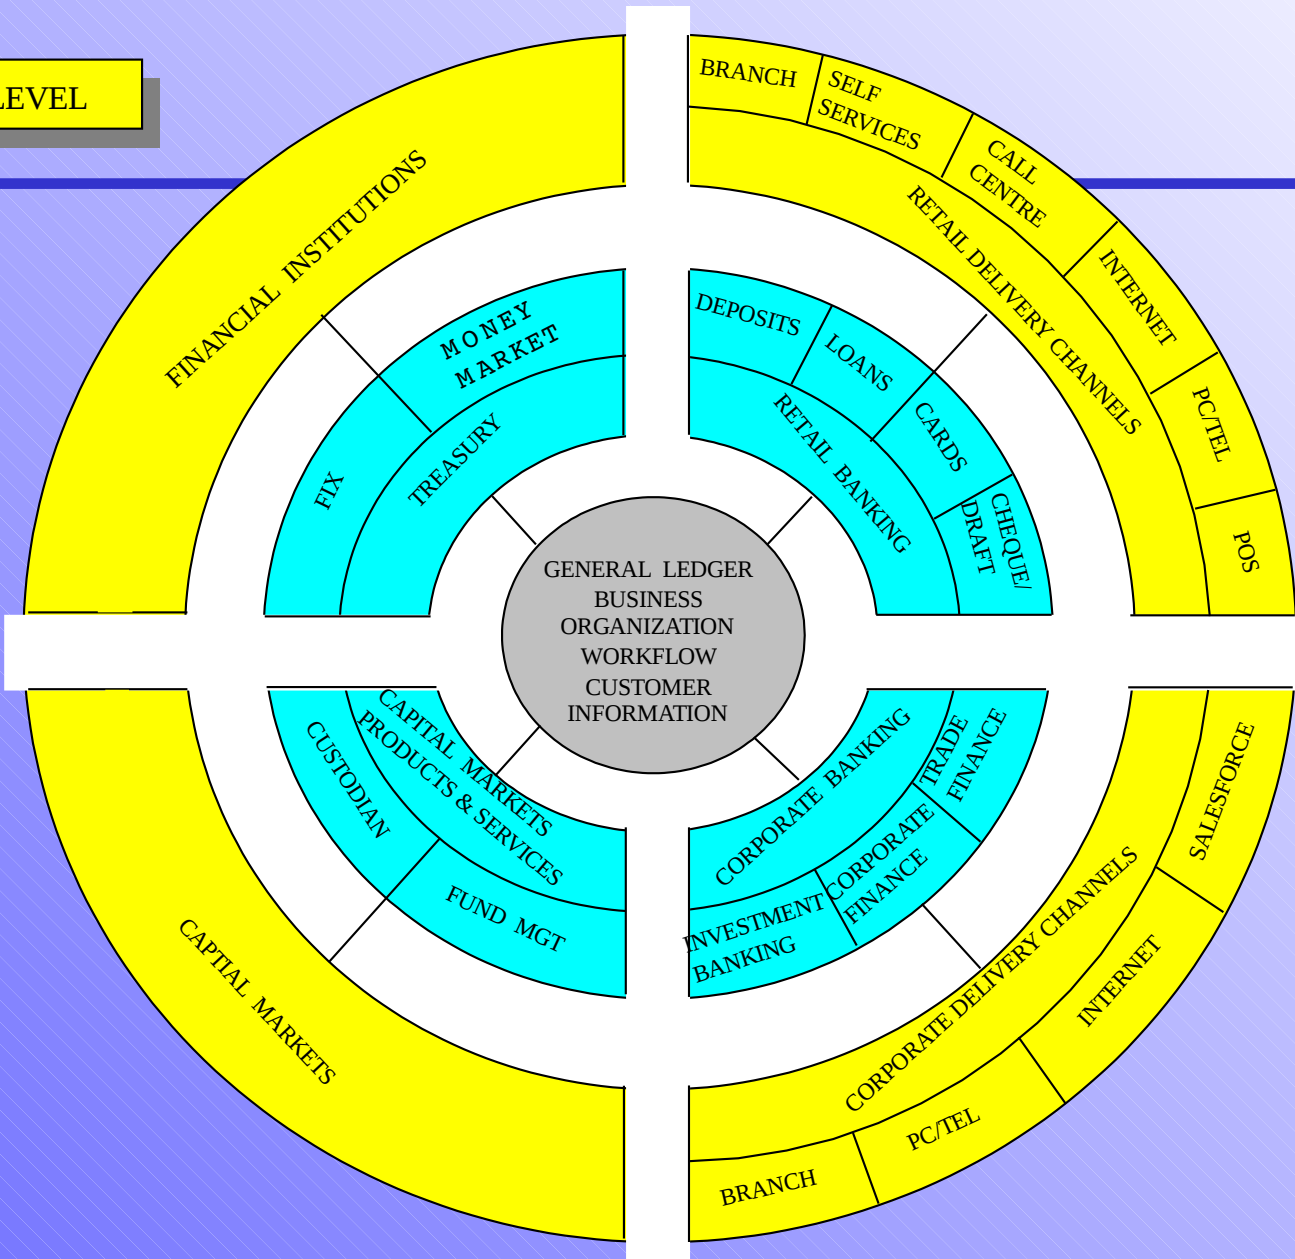 LEVEL
FINANCIAL INSTITUTIONS
MONEY
MARKET
FIX
TREASURY
BRANCH
SELF
SERVICES
CALL
CENTRE
INTERNET
PC/TEL
POS
RETAIL DELIVERY CHANNELS
DEPOSITS
LOANS
CARDS
CHEQUE/
DRAFT
RETAIL BANKING
GENERAL LEDGER
BUSINESS
ORGANIZATION
WORKFLOW
CUSTOMER
INFORMATION
CAPITAL MARKETS
PRODUCTS & SERVICES
CUSTODIAN
FUND MGT
CAPTIAL MARKETS
CORPORATE BANKING
TRADE
FINANCE
CORPORATE
FINANCE
INVESTMENT
BANKING
CORPORATE DELIVERY CHANNELS
SALESFORCE
INTERNET
PC/TEL
BRANCH